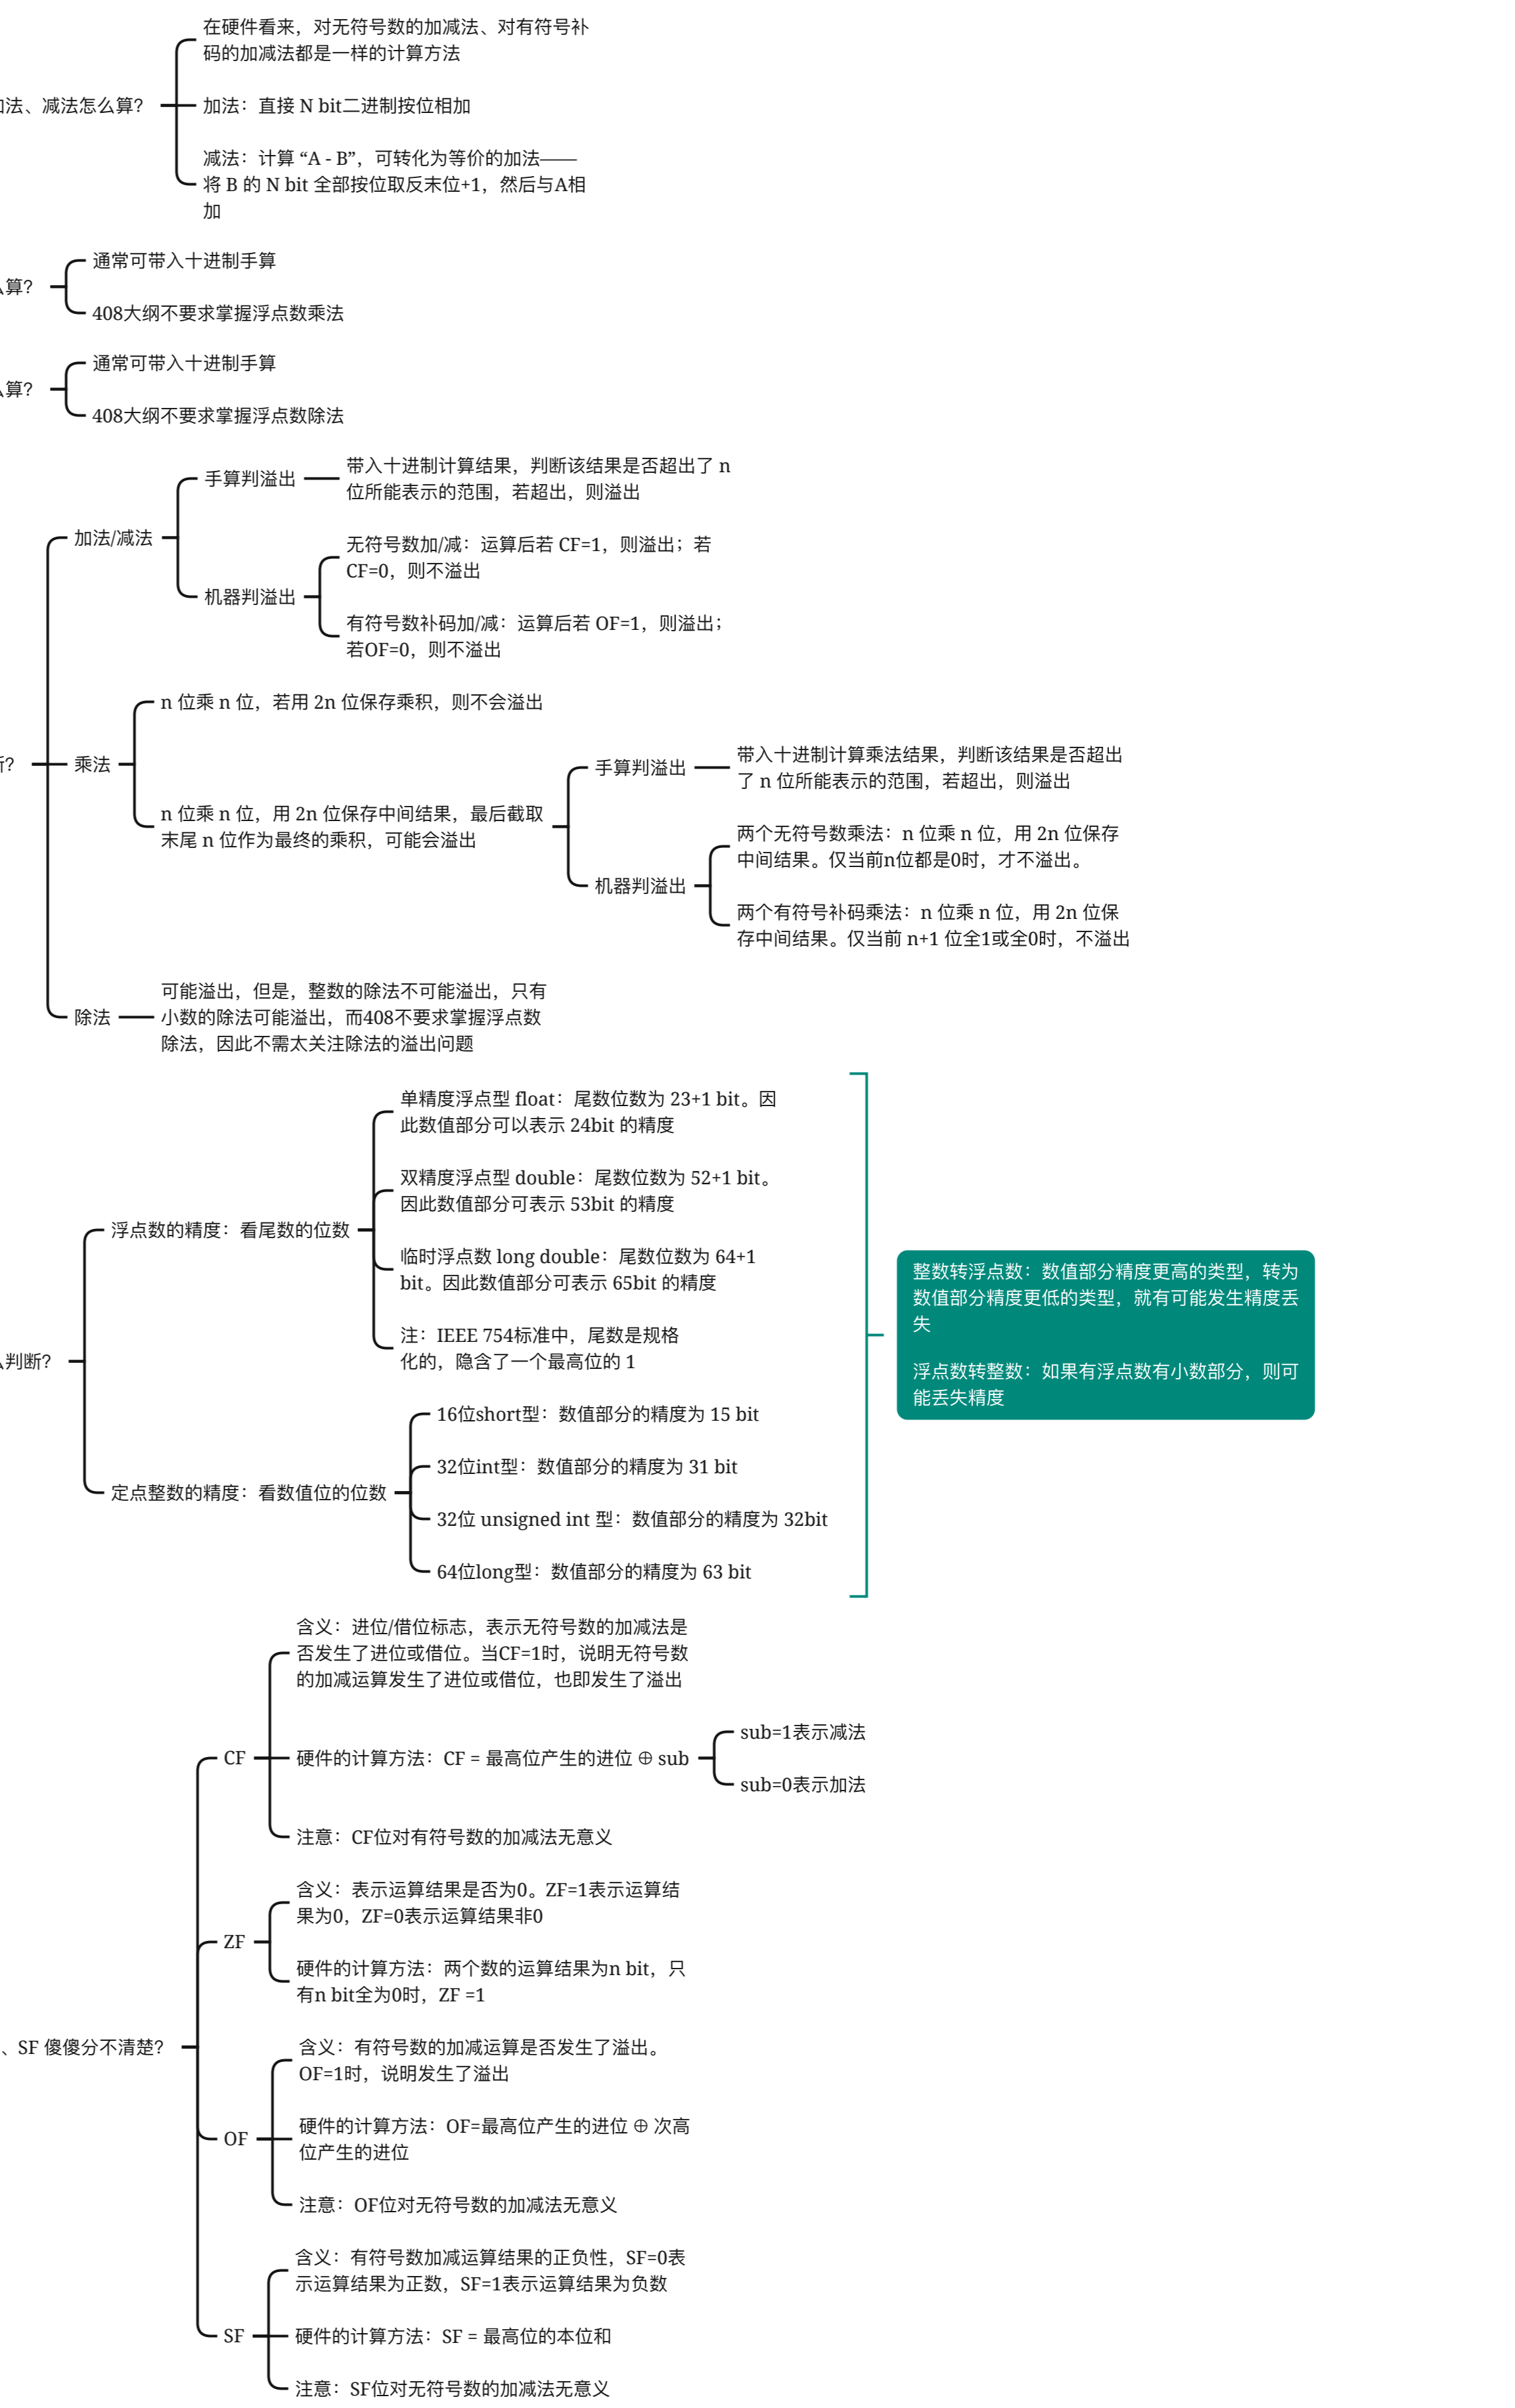 在硬件看来，对无符号数的加减法、对有符号补
码的加减法都是一样的计算方法
加法、减法怎么算？
加法：直接 N bit二进制按位相加
减法：计算 “A - B”，可转化为等价的加法——
将 B 的 N bit 全部按位取反末位+1，然后与A相
加
通常可带入十进制手算
么算？
408大纲不要求掌握浮点数乘法
通常可带入十进制手算
么算？
408大纲不要求掌握浮点数除法
加法/减法
手算判溢出
带入十进制计算结果，判断该结果是否超出了 n
位所能表示的范围，若超出，则溢出
机器判溢出
无符号数加/减：运算后若 CF=1，则溢出；若
CF=0，则不溢出
有符号数补码加/减：运算后若 OF=1，则溢出；
若OF=0，则不溢出
断？
乘法
n 位乘 n 位，若用 2n 位保存乘积，则不会溢出
n 位乘 n 位，用 2n 位保存中间结果，最后截取
末尾 n 位作为最终的乘积，可能会溢出
手算判溢出
带入十进制计算乘法结果，判断该结果是否超出
了 n 位所能表示的范围，若超出，则溢出
机器判溢出
两个无符号数乘法：n 位乘 n 位，用 2n 位保存
中间结果。仅当前n位都是0时，才不溢出。
两个有符号补码乘法：n 位乘 n 位，用 2n 位保
存中间结果。仅当前 n+1 位全1或全0时，不溢出
除法
可能溢出，但是，整数的除法不可能溢出，只有
小数的除法可能溢出，而408不要求掌握浮点数
除法，因此不需太关注除法的溢出问题
么判断？
浮点数的精度：看尾数的位数
单精度浮点型 float：尾数位数为 23+1 bit。因
此数值部分可以表示 24bit 的精度
双精度浮点型 double：尾数位数为 52+1 bit。
因此数值部分可表示 53bit 的精度
临时浮点数 long double：尾数位数为 64+1
bit。因此数值部分可表示 65bit 的精度
注：IEEE 754标准中，尾数是规格
化的，隐含了一个最高位的 1
定点整数的精度：看数值位的位数
16位short型：数值部分的精度为 15 bit
32位int型：数值部分的精度为 31 bit
32位 unsigned int 型：数值部分的精度为 32bit
64位long型：数值部分的精度为 63 bit
整数转浮点数：数值部分精度更高的类型，转为
数值部分精度更低的类型，就有可能发生精度丢
失
浮点数转整数：如果有浮点数有小数部分，则可
能丢失精度
、SF 傻傻分不清楚？
CF
含义：进位/借位标志，表示无符号数的加减法是
否发生了进位或借位。当CF=1时，说明无符号数
的加减运算发生了进位或借位，也即发生了溢出
硬件的计算方法：CF = 最高位产生的进位 ⊕ sub
sub=1表示减法
sub=0表示加法
注意：CF位对有符号数的加减法无意义
ZF
含义：表示运算结果是否为0。ZF=1表示运算结
果为0，ZF=0表示运算结果非0
硬件的计算方法：两个数的运算结果为n bit，只
有n bit全为0时，ZF =1
OF
含义：有符号数的加减运算是否发生了溢出。
OF=1时，说明发生了溢出
硬件的计算方法：OF=最高位产生的进位 ⊕ 次高
位产生的进位
注意：OF位对无符号数的加减法无意义
SF
含义：有符号数加减运算结果的正负性，SF=0表
示运算结果为正数，SF=1表示运算结果为负数
硬件的计算方法：SF = 最高位的本位和
注意：SF位对无符号数的加减法无意义